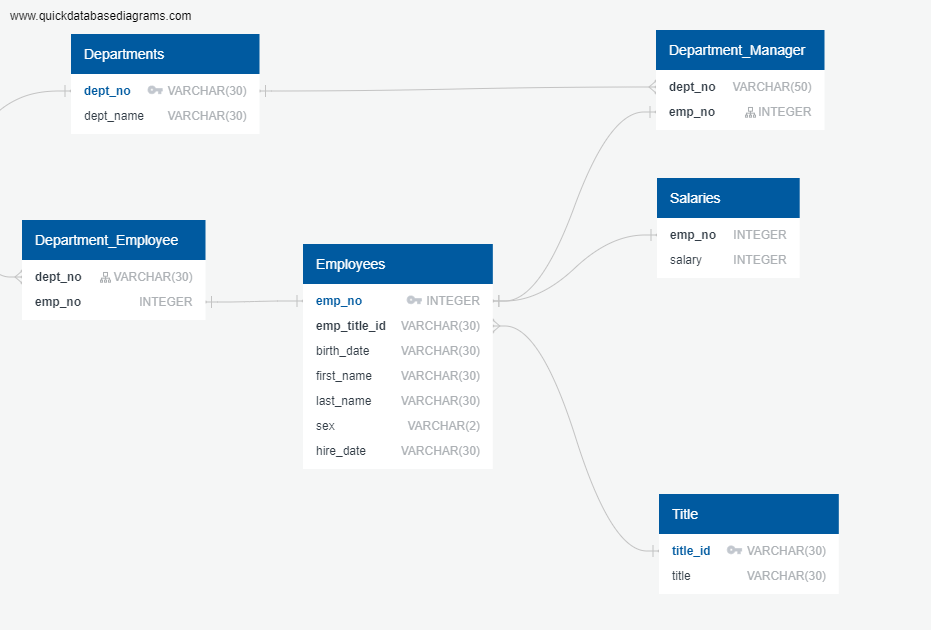 www.quickdatabasediagrams.com
Departments
dept_no VARCHAR(30)
dept_name VARCHAR(30)
Department_Manager
dept_no VARCHAR(50)
emp_no INTEGER
Salaries
emp_no INTEGER
salary INTEGER
Department_Employee
dept_no VARCHAR(30)
emp_no INTEGER
Employees
emp_no INTEGER
emp_title_id VARCHAR(30)
birth_date VARCHAR(30)
first_name VARCHAR(30)
last_name VARCHAR(30)
sex VARCHAR(2)
hire_date VARCHAR(30)
Title
title_id VARCHAR(30)
title VARCHAR(30)